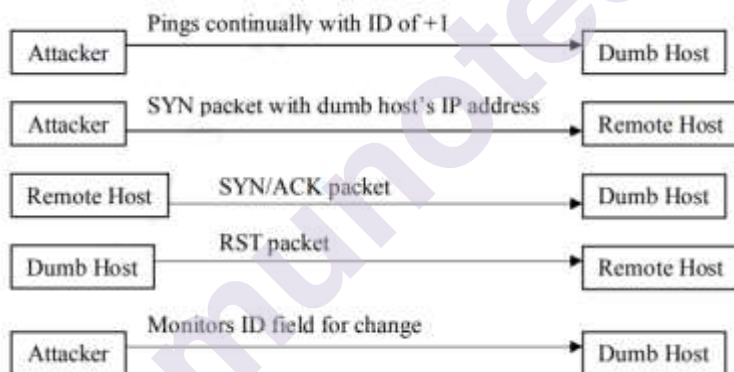 Pings continually with ID of +1
Attacker
Dumb Host
SYN packet with dumb host's IP address
Attacker
Remote Host
SYN/ACK packet
Remote Host
Dumb Host
RST packet
Dumb Host
Remote Host
Monitors ID field for change
Attacker
Dumb Host
munote